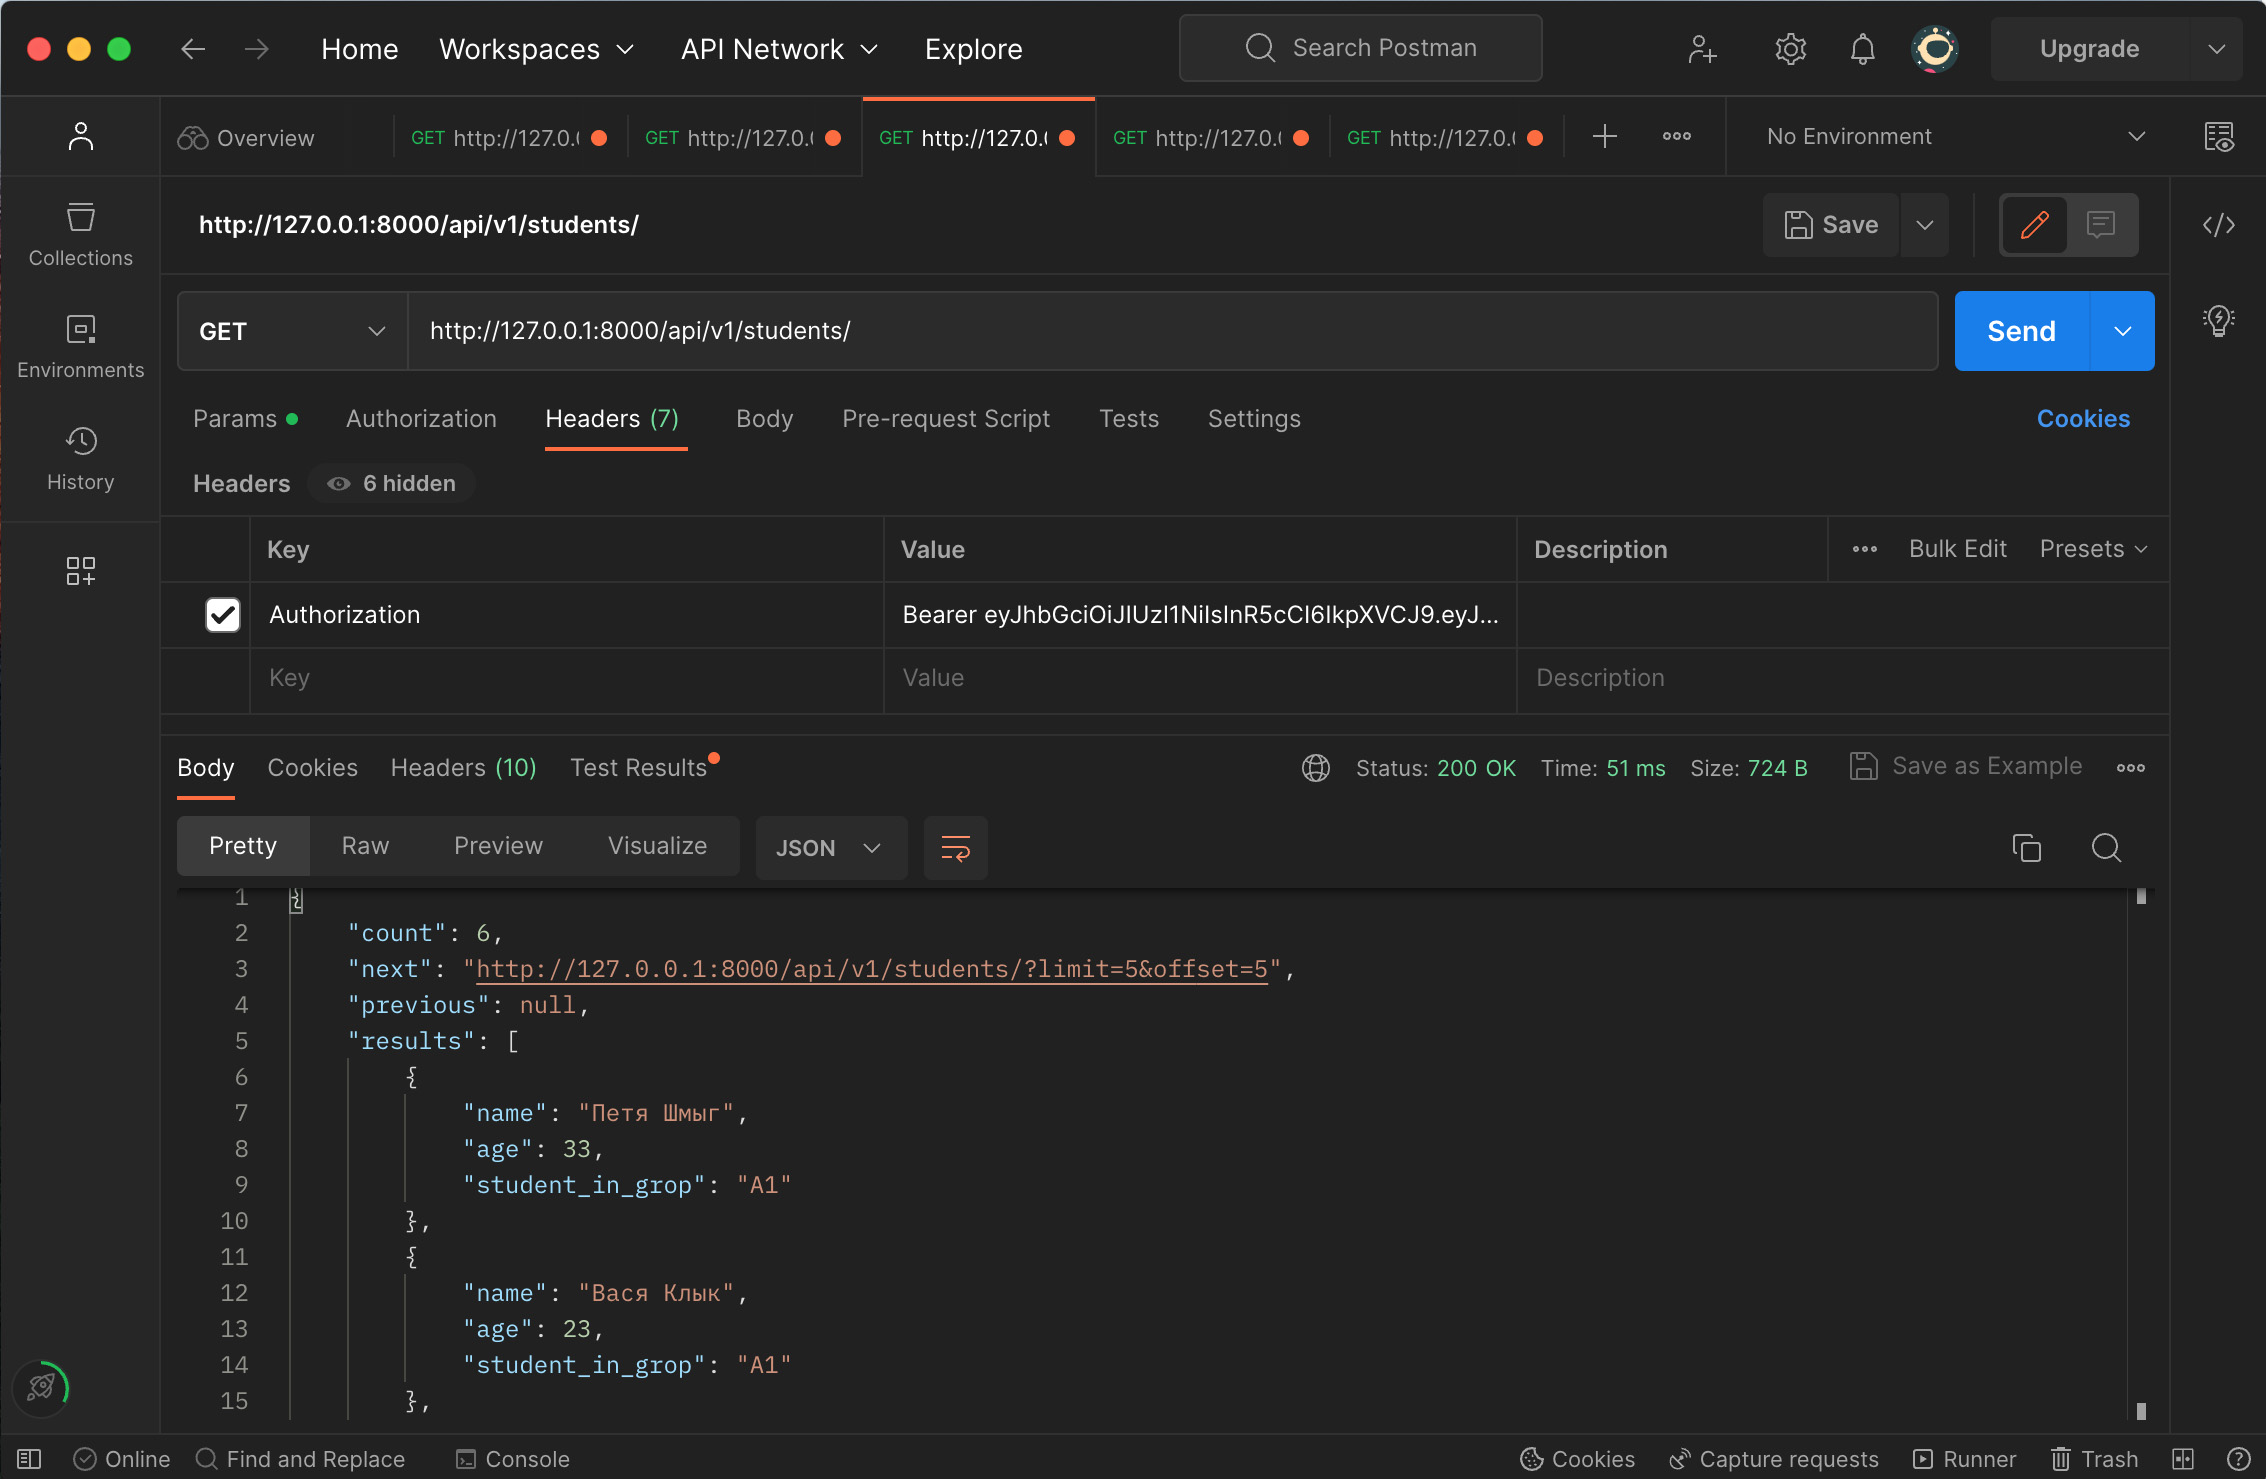 Home Workspaces API Network Explore Search Postman Upgrade
Overview GET http://127.0.( GET http://127.0.( GET http://127.0.( GET http://127.0.( GET http://127.0.( No Environment
http://127.0.0.1:8000/api/v1/students/ Save
Collections
GET http://127.0.0.1:8000/api/v1/students/ Send
Environments
Params Authorization Headers (7) Body Pre-request Script Tests Settings Cookies
History
Headers 6 hidden
Key Value Description Bulk Edit Presets
Authorization Bearer eyJhbGciOiJIUzI1NiIsInR5cCI6IkpXVCJ9.eyJ...
Key Value Description
Body Cookies Headers (10) Test Results Status: 200 OK Time: 51 ms Size: 724 B Save as Example
Pretty Raw Preview Visualize JSON
1 {
2 "count": 6,
3 "next": "http://127.0.0.1:8000/api/v1/students/?limit=5&offset=5",
4 "previous": null,
5 "results": [
6 {
7 "name": "Петя Шмыг",
8 "age": 33,
9 "student_in_grop": "A1"
10 },
11 {
12 "name": "Вася Клык",
13 "age": 23,
14 "student_in_grop": "A1"
15 },
Online Find and Replace Console Cookies Capture requests Runner Trash